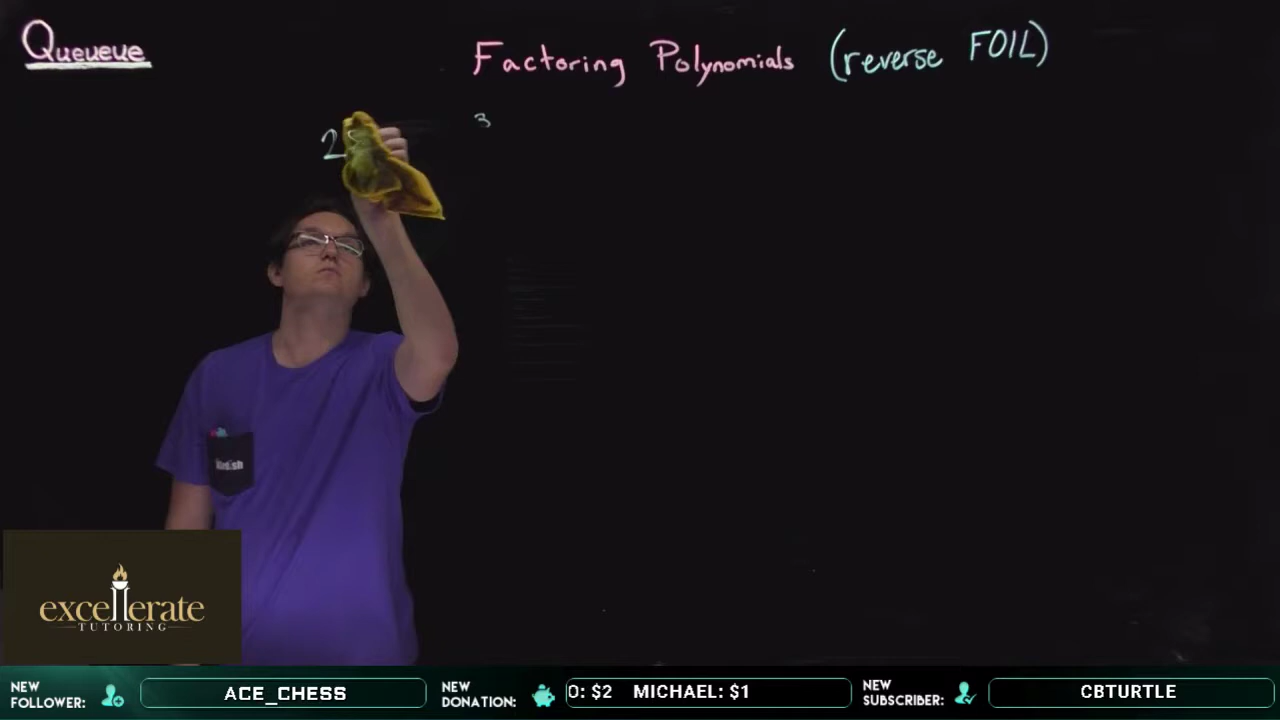 Queueue
Factoring Polynomials (reverse FOIL)
3
2
excellerate
TUTORING
NEW FOLLOWER:
ACE_CHESS
NEW DONATION:
O: $2 MICHAEL: $1
NEW SUBSCRIBER:
CBTURTLE